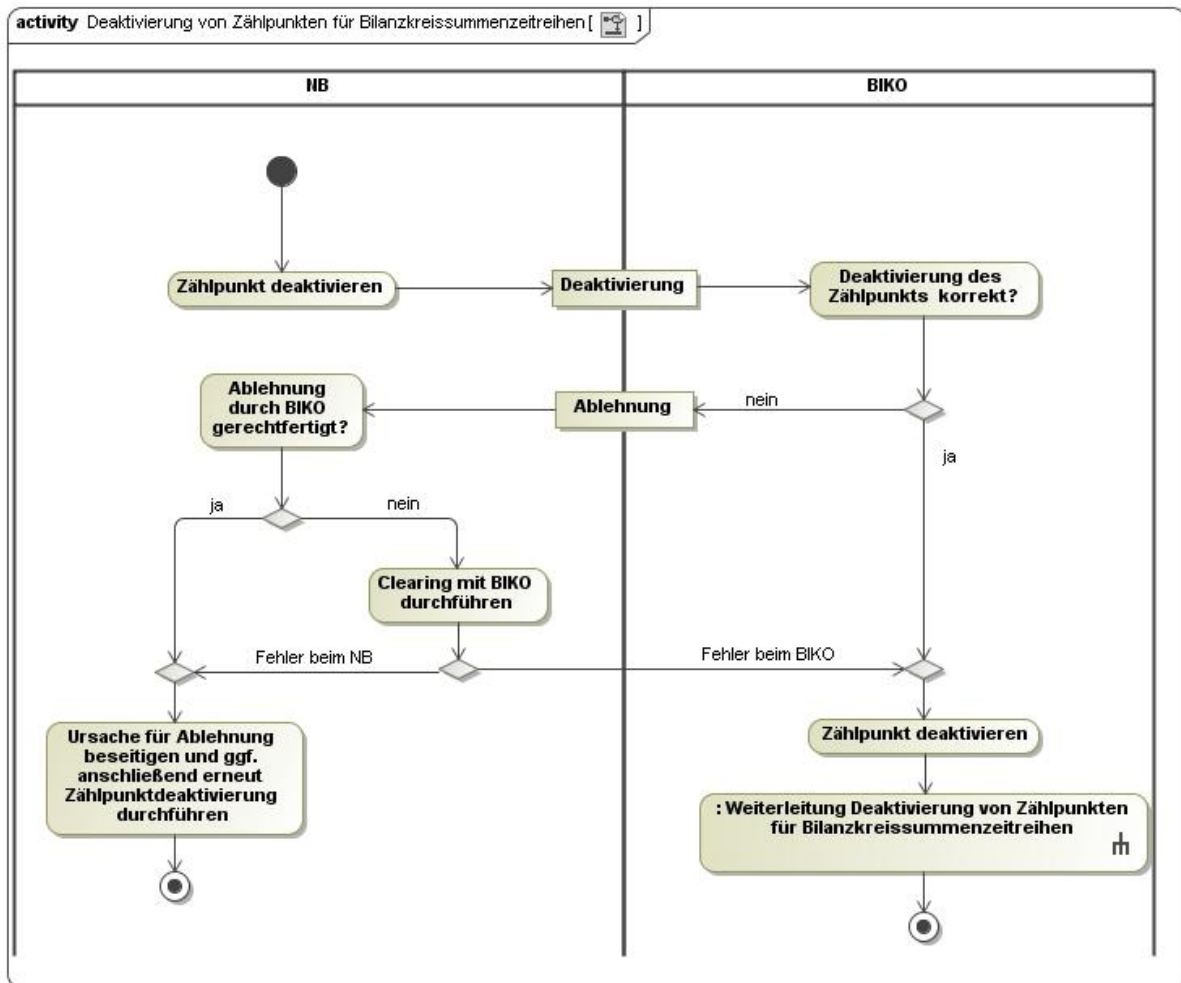 activity Deaktivierung von Zählpunkten für Bilanzkreissummenzeitreihen [ ]
NB
BIKO
Zählpunkt deaktivieren
Deaktivierung
Deaktivierung des
Zählpunkts korrekt?
Ablehnung
durch BIKO
gerechtfertigt?
Ablehnung
nein
ja
ja
nein
Clearing mit BIKO
durchführen
Fehler beim NB
Fehler beim BIKO
Ursache für Ablehnung
beseitigen und ggf.
anschließend erneut
Zählpunktdeaktivierung
durchführen
Zählpunkt deaktivieren
: Weiterleitung Deaktivierung von Zählpunkten
für Bilanzkreissummenzeitreihen